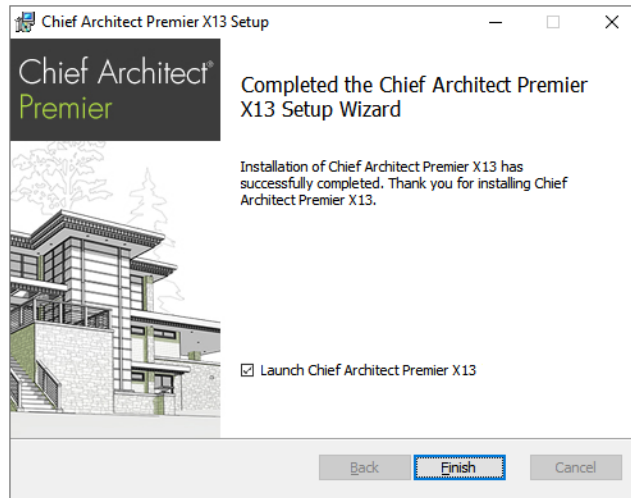 Chief Architect Premier X13 Setup
Chief Architect®
Premier
Completed the Chief Architect Premier
X13 Setup Wizard
Installation of Chief Architect Premier X13 has
successfully completed. Thank you for installing Chief
Architect Premier X13.
Launch Chief Architect Premier X13
Back
Finish
Cancel